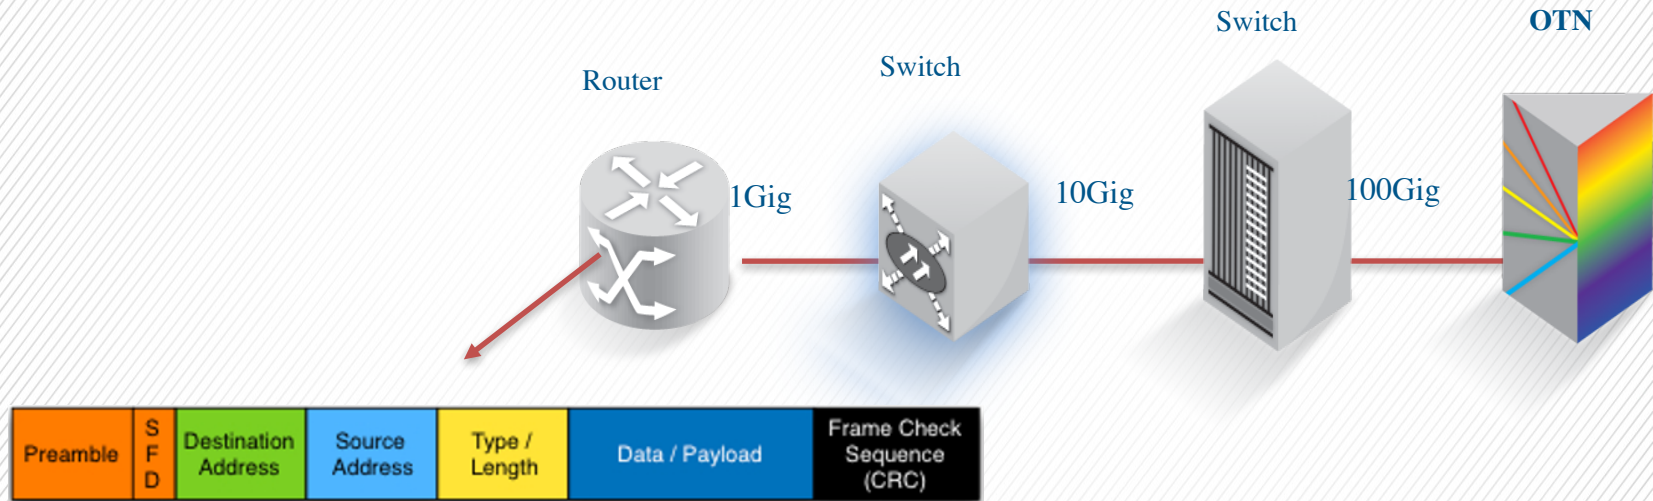 Switch
OTN
Router
Switch
1Gig
10Gig
100Gig
Preamble
S
F
D
Destination
Address
Source
Address
Type /
Length
Data / Payload
Frame Check
Sequence
(CRC)